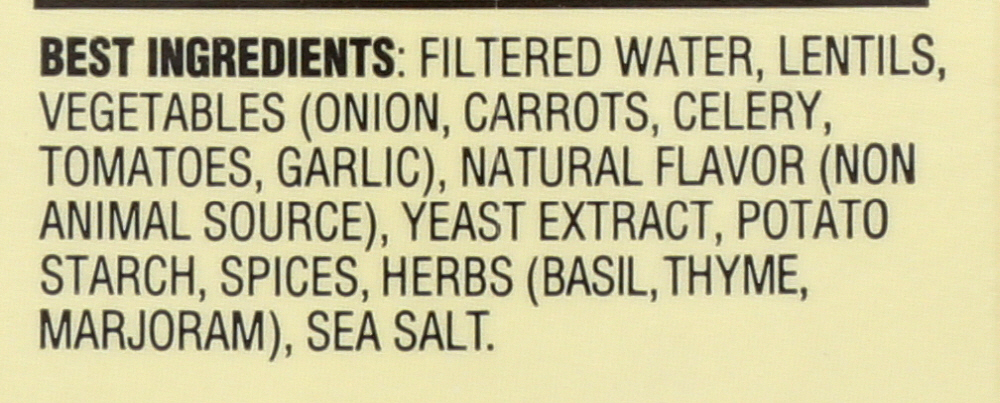 BEST INGREDIENTS: FILTERED WATER, LENTILS,
VEGETABLES (ONION, CARROTS, CELERY,
TOMATOES, GARLIC), NATURAL FLAVOR (NON
ANIMAL SOURCE), YEAST EXTRACT, POTATO
STARCH, SPICES, HERBS (BASIL, THYME,
MARJORAM), SEA SALT.